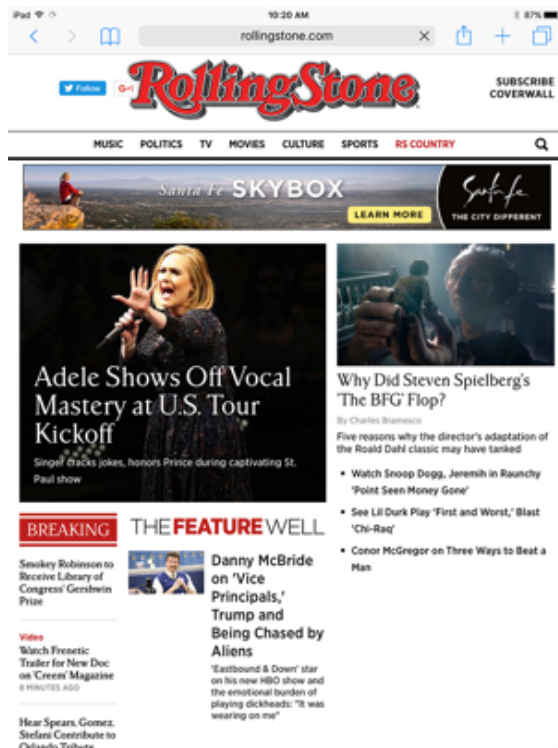 iPad
10:20 AM
87%
rollingstone.com
Follow
G+1
RollingStone
SUBSCRIBE
COVERWALL
MUSIC POLITICS TV MOVIES CULTURE SPORTS RS COUNTRY
Santa Fe SKYBOX
LEARN MORE
Santa fe
THE CITY DIFFERENT
Adele Shows Off Vocal
Mastery at U.S. Tour
Kickoff
Singer cracks jokes, honors Prince during captivating St.
Paul show
Why Did Steven Spielberg's
'The BFG' Flop?
By Charles Bramesco
Five reasons why the director's adaptation of
the Roald Dahl classic may have tanked
Watch Snoop Dogg, Jeremih in Raunchy
'Point Seen Money Gone'
See Lil Durk Play 'First and Worst,' Blast
'Chi-Raq'
Conor McGregor on Three Ways to Beat a
Man
BREAKING
Smokey Robinson to
Receive Library of
Congress' Gershwin
Prize
Video
Watch Frenetic
Trailer for New Doc
on 'Creem' Magazine
8 MINUTES AGO
Hear Spears, Gomez,
Stefani Contribute to
Orlando Tribute
THE FEATURE WELL
Danny McBride
on 'Vice
Principals,'
Trump and
Being Chased by
Aliens
'Eastbound & Down' star
on his new HBO show and
the emotional burden of
playing dickheads: "It was
wearing on me"